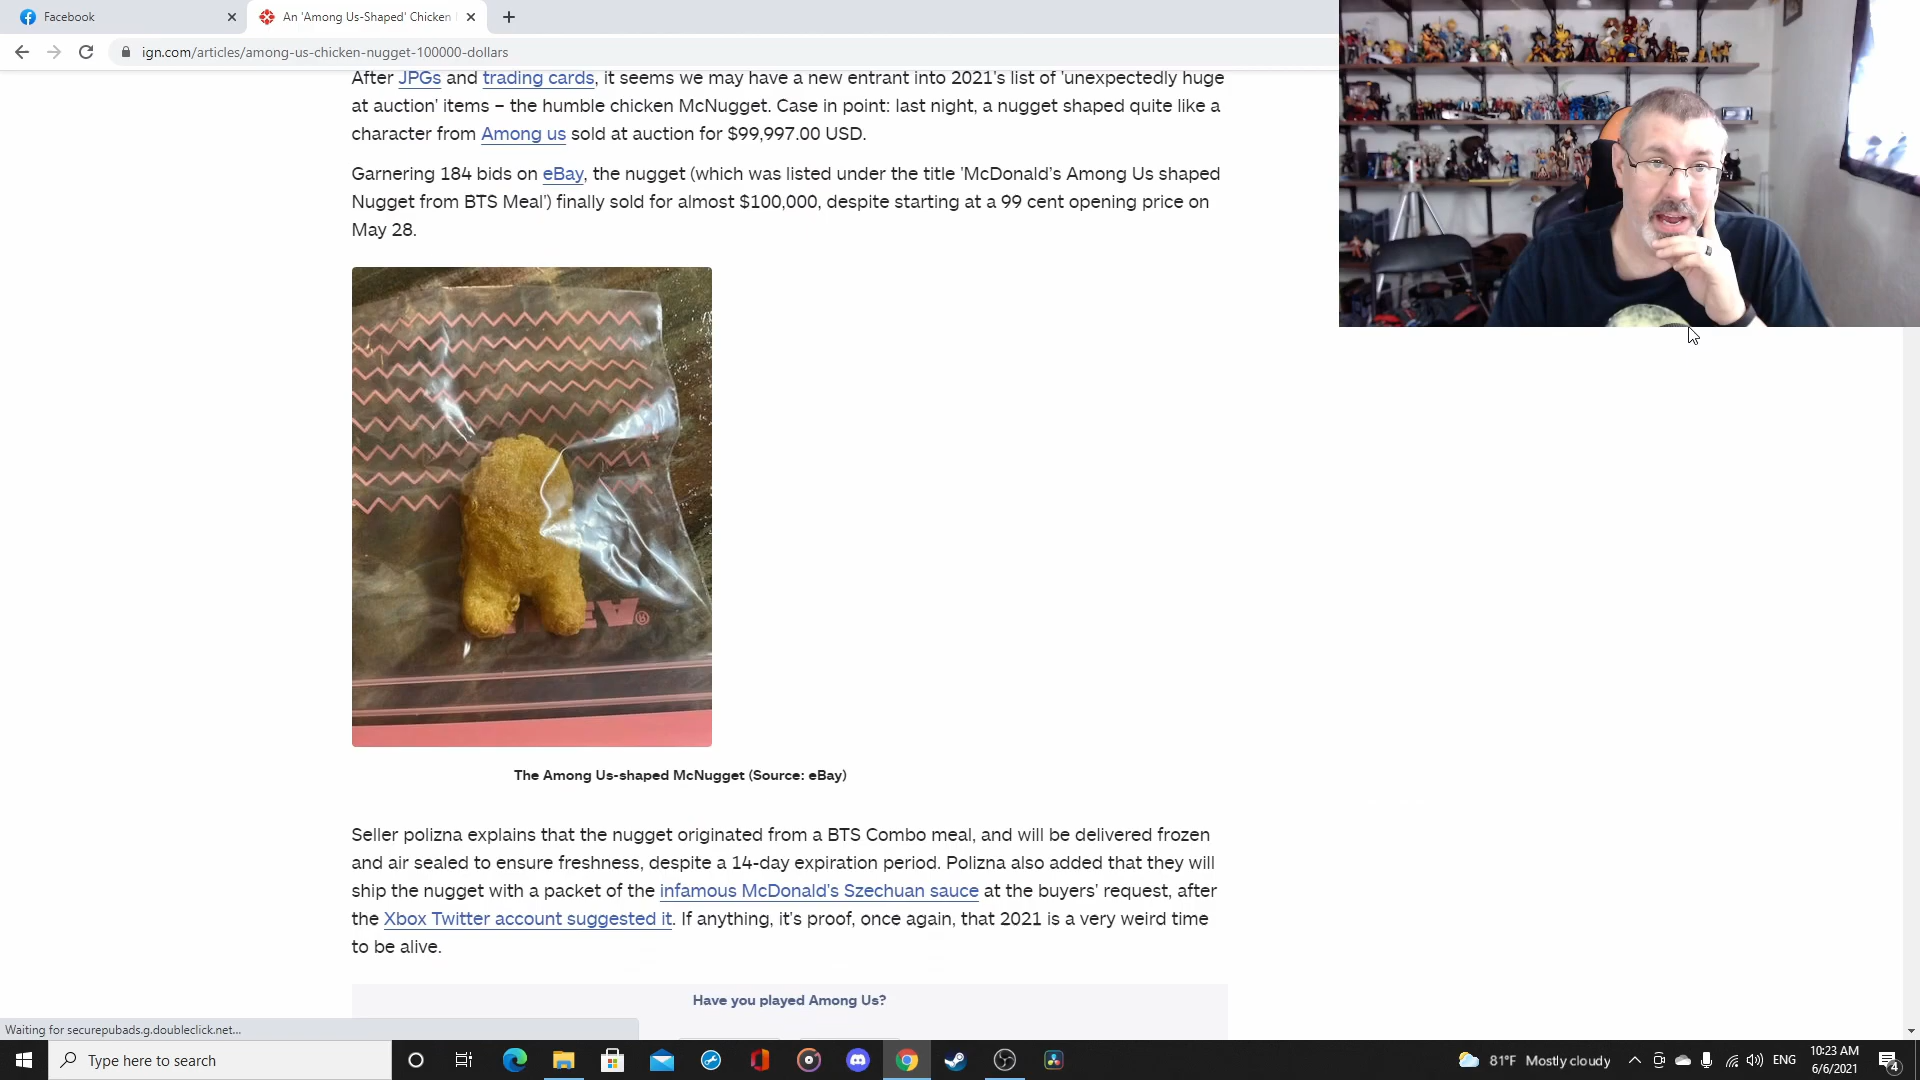 Facebook
An 'Among Us-Shaped' Chicken
ign.com/articles/among-us-chicken-nugget-100000-dollars
After JPGs and trading cards, it seems we may have a new entrant into 2021's list of 'unexpectedly huge
at auction' items – the humble chicken McNugget. Case in point: last night, a nugget shaped quite like a
character from Among us sold at auction for $99,997.00 USD.
Garnering 184 bids on eBay, the nugget (which was listed under the title 'McDonald's Among Us shaped
Nugget from BTS Meal') finally sold for almost $100,000, despite starting at a 99 cent opening price on
May 28.
The Among Us-shaped McNugget (Source: eBay)
Seller polizna explains that the nugget originated from a BTS Combo meal, and will be delivered frozen
and air sealed to ensure freshness, despite a 14-day expiration period. Polizna also added that they will
ship the nugget with a packet of the infamous McDonald's Szechuan sauce at the buyers' request, after
the Xbox Twitter account suggested it. If anything, it's proof, once again, that 2021 is a very weird time
to be alive.
Have you played Among Us?
Waiting for securepubads.g.doubleclick.net...
Type here to search
81°F Mostly cloudy
ENG
10:23 AM
6/6/2021
4